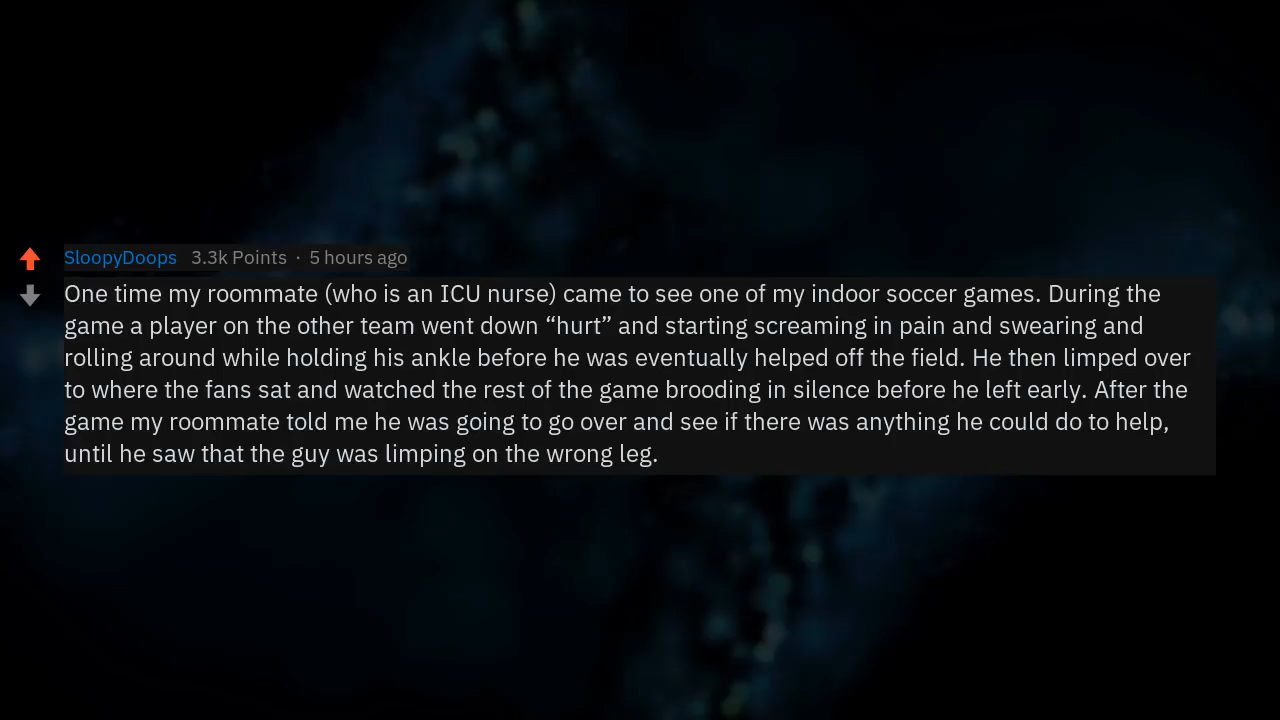 SloopyDoops 3.3k Points · 5 hours ago
One time my roommate (who is an ICU nurse) came to see one of my indoor soccer games. During the
game a player on the other team went down “hurt” and starting screaming in pain and swearing and
rolling around while holding his ankle before he was eventually helped off the field. He then limped over
to where the fans sat and watched the rest of the game brooding in silence before he left early. After the
game my roommate told me he was going to go over and see if there was anything he could do to help,
until he saw that the guy was limping on the wrong leg.